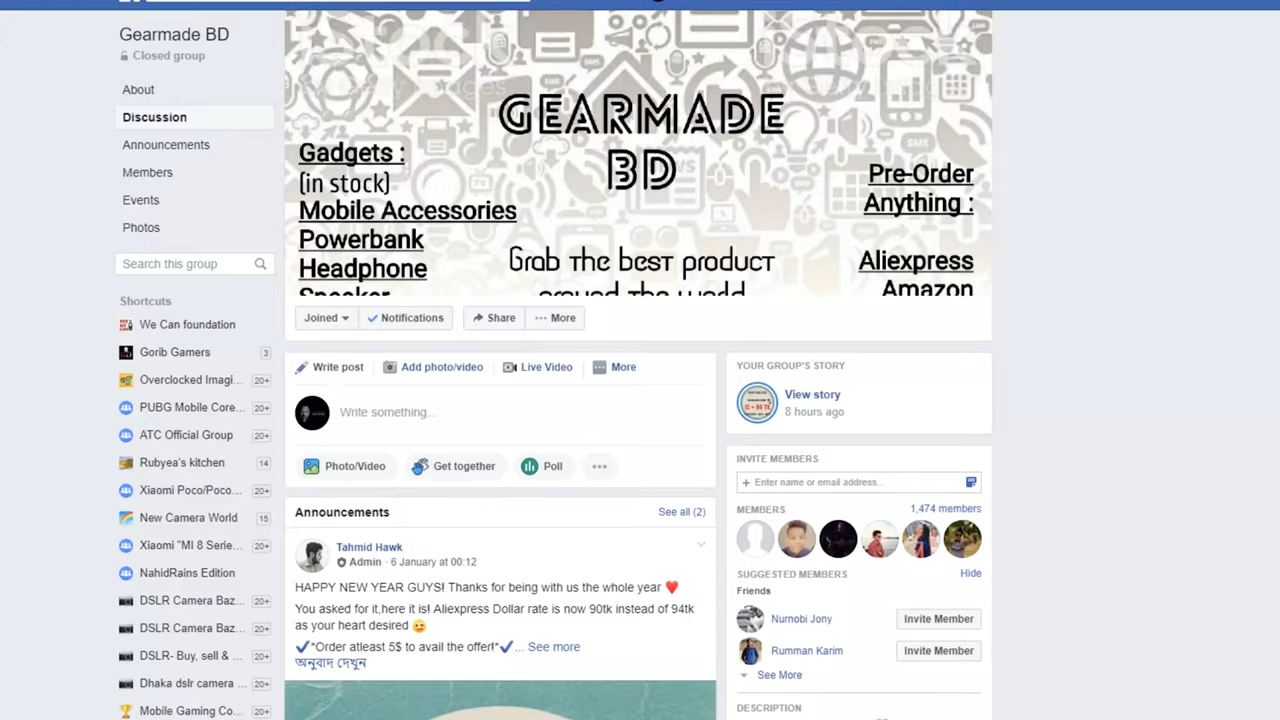 Gearmade BD
Closed group
About
Discussion
Announcements
Members
Events
Photos
Search this group
Shortcuts
We Can foundation
Gorib Gamers 3
Overclocked Imagi... 20+
PUBG Mobile Core... 20+
ATC Official Group 20+
Rubyea's kitchen 14
Xiaomi Poco/Poco... 20+
New Camera World 15
Xiaomi "MI 8 Serie... 20+
NahidRains Edition
DSLR Camera Baz... 20+
DSLR Camera Baz... 20+
DSLR- Buy, sell & ... 20+
Dhaka dslr camera ... 20+
Mobile Gaming Co... 20+
GEARMADE
BD
Gadgets :
(in stock)
Mobile Accessories
Powerbank
Headphone
Speaker
Grab the best product
around the world
Pre-Order
Anything :
Aliexpress
Amazon
Joined Notifications Share More
Write post Add photo/video Live Video More
Write something...
Photo/Video Get together Poll
Announcements See all (2)
Tahmid Hawk
Admin · 6 January at 00:12
HAPPY NEW YEAR GUYS! Thanks for being with us the whole year ❤️
You asked for it,here it is! Aliexpress Dollar rate is now 90tk instead of 94tk
as your heart desired 😉
✔*Order atleast 5$ to avail the offer!*✔... See more
অনুবাদ দেখুন
YOUR GROUP'S STORY
View story
8 hours ago
INVITE MEMBERS
+ Enter name or email address...
MEMBERS 1,474 members
SUGGESTED MEMBERS Hide
Friends
Nurnobi Jony Invite Member
Rumman Karim Invite Member
See More
DESCRIPTION